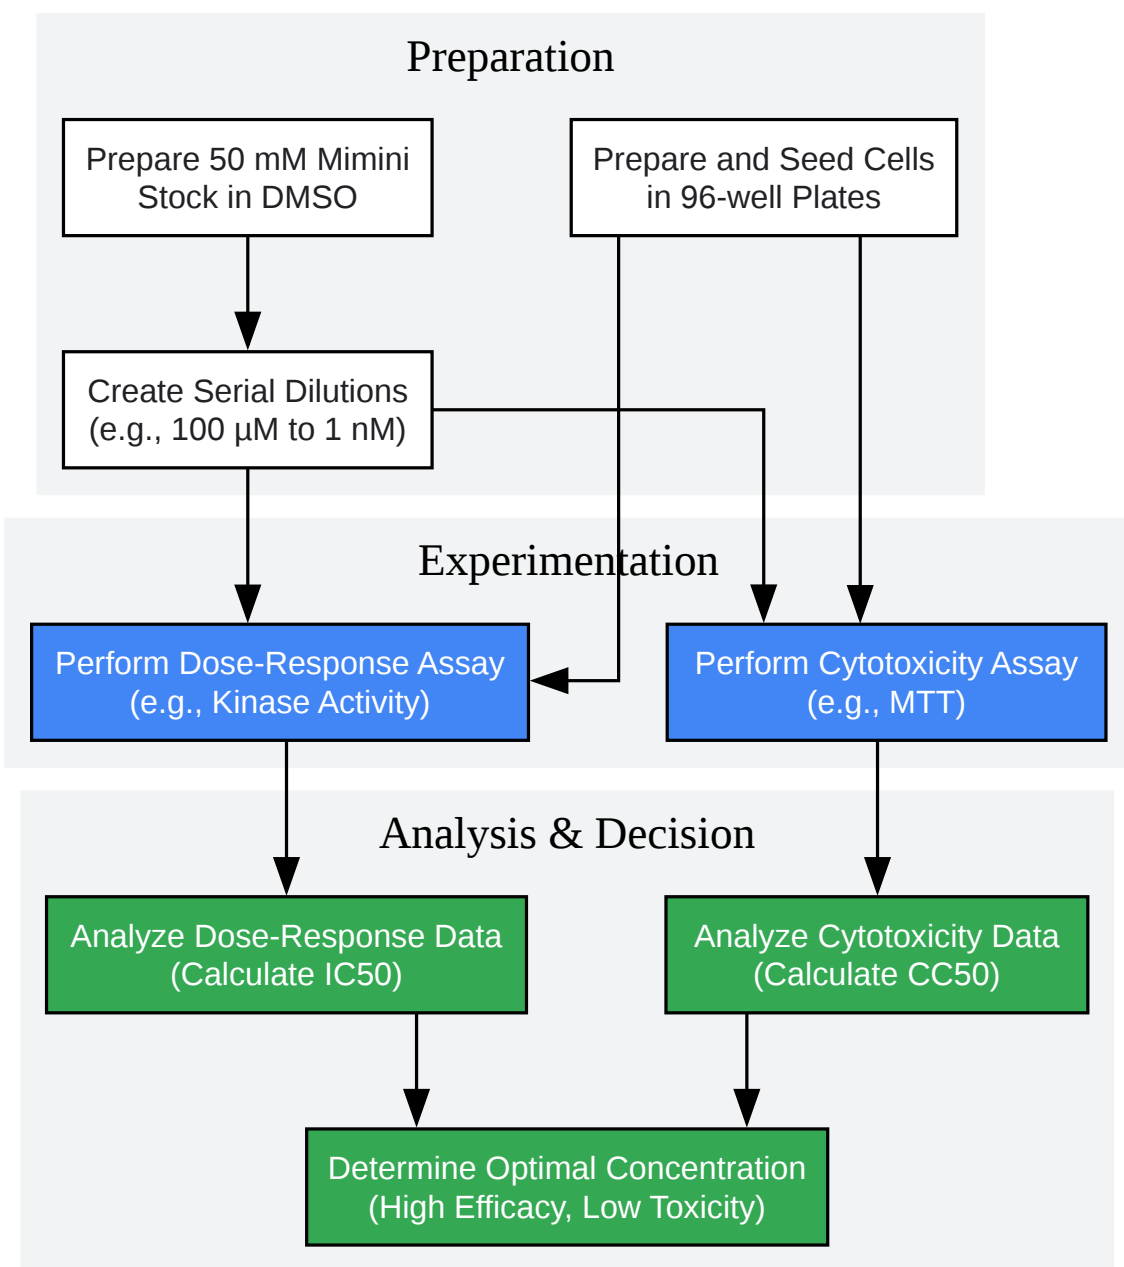 Preparation
Prepare 50 mM Mimini
Stock in DMSO
Prepare and Seed Cells
in 96-well Plates
Create Serial Dilutions
(e.g., 100 µM to 1 nM)
Experimentation
Perform Dose-Response Assay
(e.g., Kinase Activity)
Perform Cytotoxicity Assay
(e.g., MTT)
Analysis & Decision
Analyze Dose-Response Data
(Calculate IC50)
Analyze Cytotoxicity Data
(Calculate CC50)
Determine Optimal Concentration
(High Efficacy, Low Toxicity)